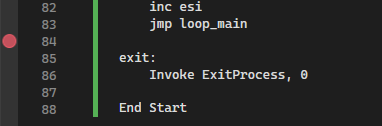 82 inc esi
83 jmp loop_main
84
85 exit:
86 Invoke ExitProcess, 0
87
88 End Start